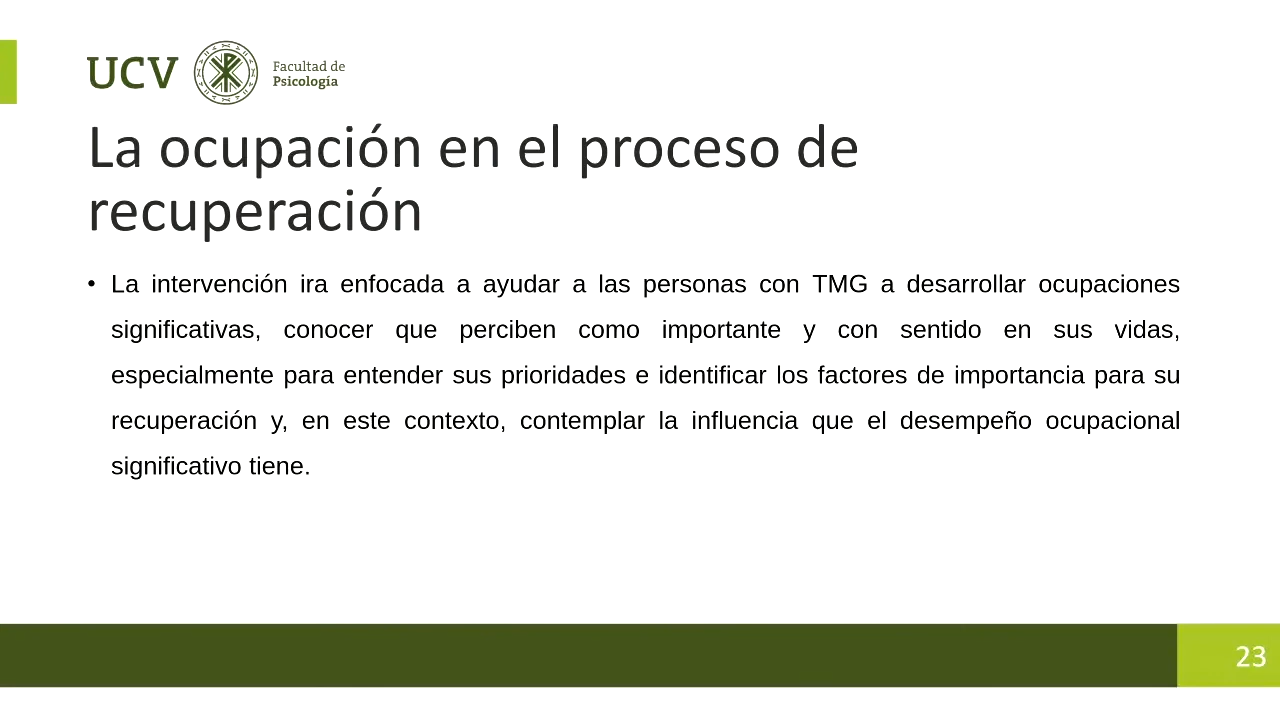 UCV
Facultad de
Psicología
La ocupación en el proceso de
recuperación
• La intervención ira enfocada a ayudar a las personas con TMG a desarrollar ocupaciones
significativas, conocer que perciben como importante y con sentido en sus vidas,
especialmente para entender sus prioridades e identificar los factores de importancia para su
recuperación y, en este contexto, contemplar la influencia que el desempeño ocupacional
significativo tiene.
23